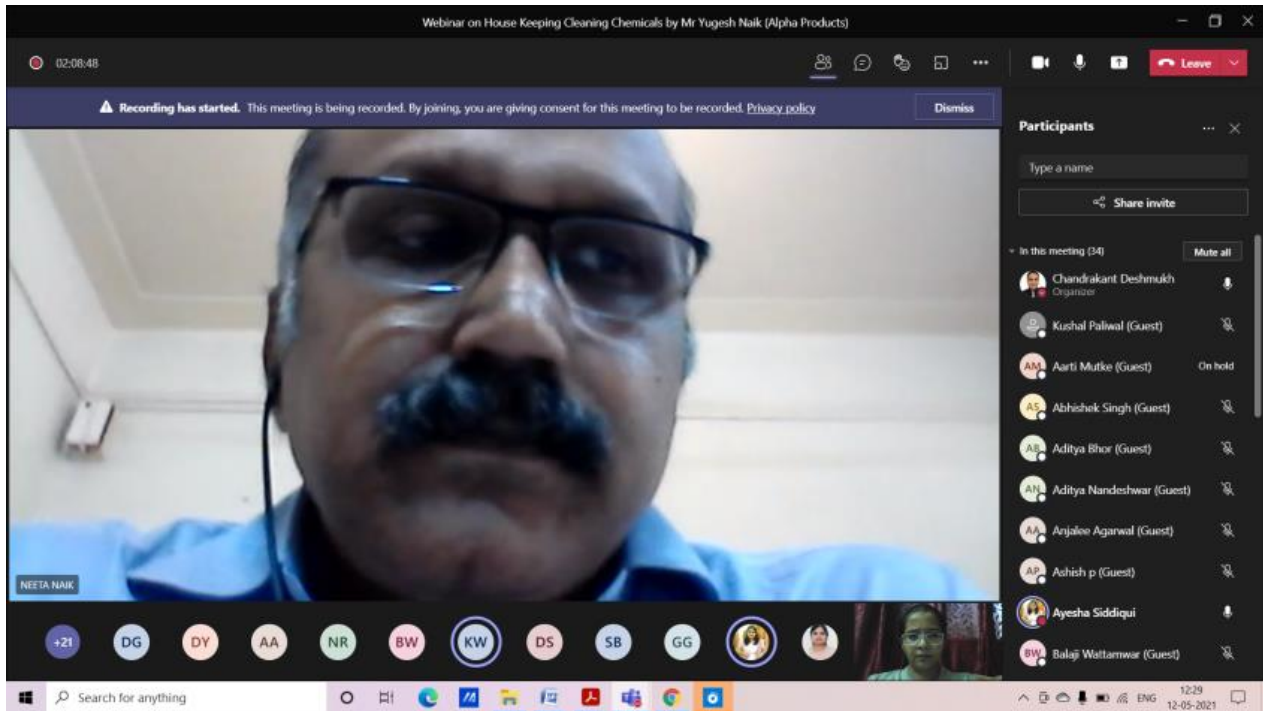 Webinar on House Keeping Cleaning Chemicals by Mr Yugesh Naik (Alpha Products)
02:08:48
Leave
Recording has started. This meeting is being recorded. By joining, you are giving consent for this meeting to be recorded. Privacy policy
Dismiss
Participants
Type a name
Share invite
In this meeting (34)
Mute all
Chandrakant Deshmukh
Organizer
Kushal Paliwal (Guest)
AM Aarti Mutke (Guest) On hold
AS Abhishek Singh (Guest)
AB Aditya Bhor (Guest)
AN Aditya Nandeshwar (Guest)
AA Anjalee Agarwal (Guest)
AP Ashish p (Guest)
Ayesha Siddiqui
BW Balaji Wattamwar (Guest)
NEETA NAIK
+21 DG DY AA NR BW KW DS SB GG
Search for anything
ENG
12:29
12-05-2021